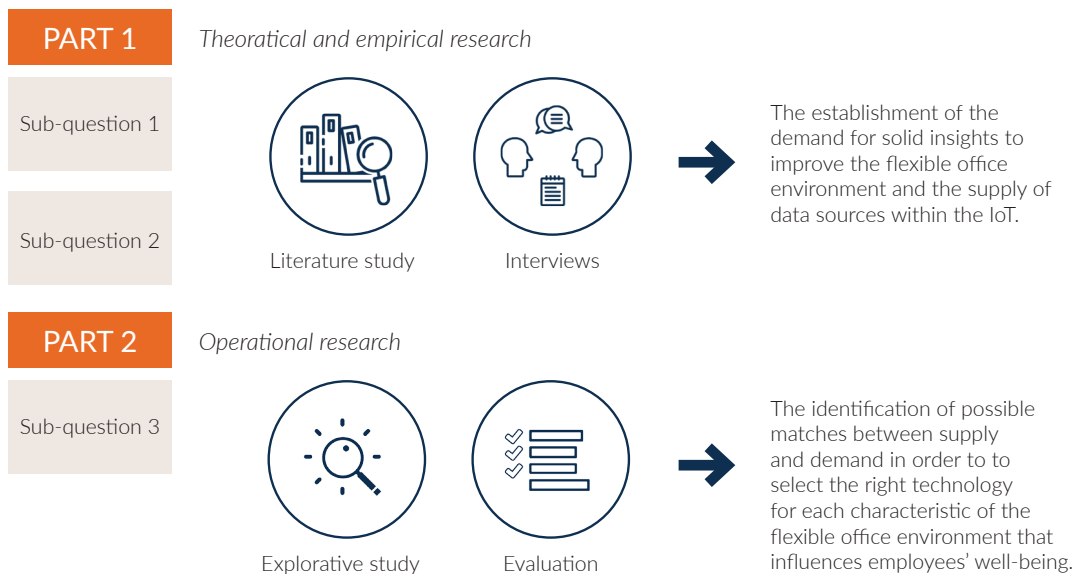 PART 1
Theoratical and empirical research
Sub-question 1
Sub-question 2
Literature study
Interviews
The establishment of the
demand for solid insights to
improve the flexible office
environment and the supply of
data sources within the IoT.
PART 2
Operational research
Sub-question 3
Explorative study
Evaluation
The identification of possible
matches between supply
and demand in order to to
select the right technology
for each characteristic of the
flexible office environment that
influences employees' well-being.